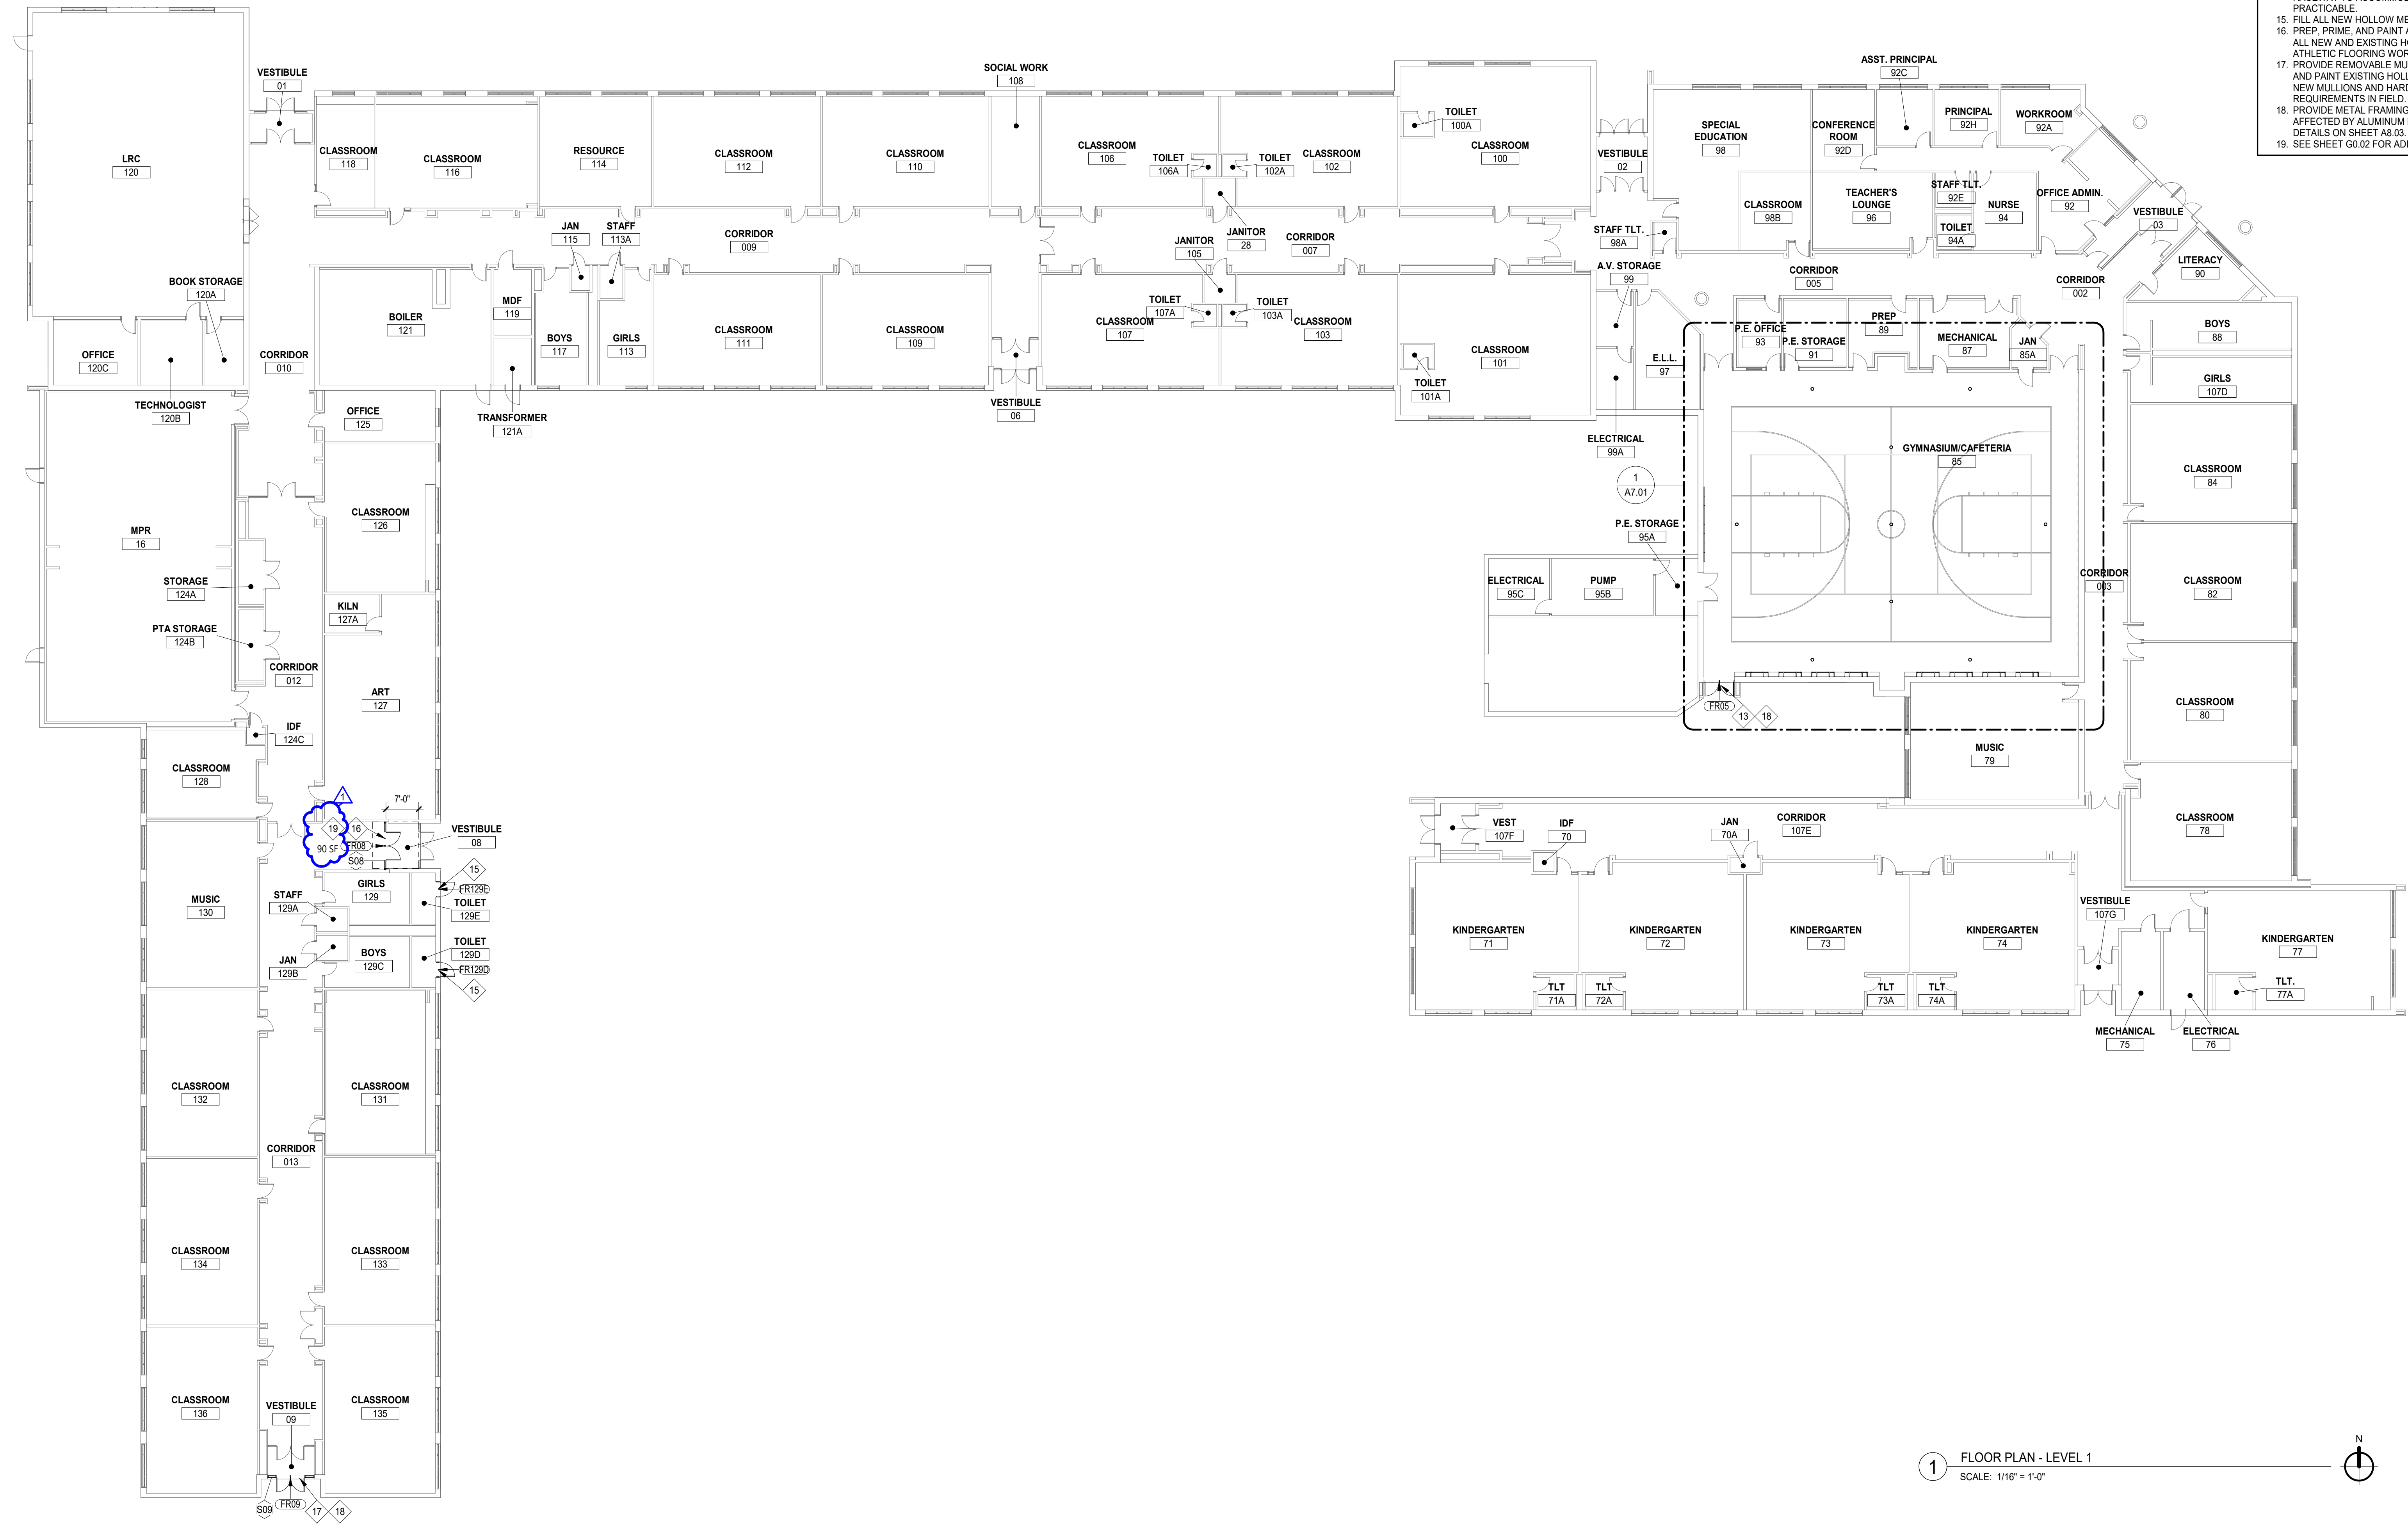 PRACTICABLE.
15. FILL ALL NEW HOLLOW ME
16. PREP, PRIME, AND PAINT A
ALL NEW AND EXISTING HO
ATHLETIC FLOORING WOR
17. PROVIDE REMOVABLE MU
AND PAINT EXISTING HOLL
NEW MULLIONS AND HARD
REQUIREMENTS IN FIELD.
18. PROVIDE METAL FRAMING
AFFECTED BY ALUMINUM
DETAILS ON SHEET A8.03.
19. SEE SHEET G0.02 FOR ADD
LRC
120
VESTIBULE
01
CLASSROOM
118
CLASSROOM
116
RESOURCE
114
CLASSROOM
112
CLASSROOM
110
SOCIAL WORK
108
CLASSROOM
106
TOILET
106A
TOILET
102A
CLASSROOM
102
TOILET
100A
CLASSROOM
100
VESTIBULE
02
SPECIAL
EDUCATION
98
CONFERENCE
ROOM
92D
ASST. PRINCIPAL
92C
PRINCIPAL
92H
WORKROOM
92A
CLASSROOM
98B
TEACHER'S
LOUNGE
96
STAFF TLT.
92E
TOILET
94A
NURSE
94
OFFICE ADMIN.
92
VESTIBULE
03
LITERACY
90
STAFF TLT.
98A
A.V. STORAGE
99
CORRIDOR
005
CORRIDOR
002
JAN
115
STAFF
113A
CORRIDOR
009
JANITOR
105
JANITOR
28
CORRIDOR
007
BOOK STORAGE
120A
OFFICE
120C
TECHNOLOGIST
120B
CORRIDOR
010
BOILER
121
MDF
119
TRANSFORMER
121A
BOYS
117
GIRLS
113
CLASSROOM
111
CLASSROOM
109
VESTIBULE
06
CLASSROOM
107
TOILET
107A
TOILET
103A
CLASSROOM
103
TOILET
101A
CLASSROOM
101
ELECTRICAL
99A
E.L.L.
97
P.E. OFFICE
93
P.E. STORAGE
91
PREP
89
MECHANICAL
87
JAN
85A
BOYS
88
GIRLS
107D
GYMNASIUM/CAFETERIA
85
1
A7.01
P.E. STORAGE
95A
ELECTRICAL
95C
PUMP
95B
FR05
13
18
CORRIDOR
003
CLASSROOM
84
CLASSROOM
82
CLASSROOM
80
CLASSROOM
78
MUSIC
79
OFFICE
125
CLASSROOM
126
MPR
16
STORAGE
124A
PTA STORAGE
124B
KILN
127A
CORRIDOR
012
ART
127
IDF
124C
CLASSROOM
128
1
7'-0"
19
16
90 SF
FR08
S08
VESTIBULE
08
15
FR129E
TOILET
129E
GIRLS
129
STAFF
129A
MUSIC
130
JAN
129B
BOYS
129C
TOILET
129D
FR129D
15
CLASSROOM
132
CLASSROOM
131
CORRIDOR
013
CLASSROOM
134
CLASSROOM
133
CLASSROOM
136
VESTIBULE
09
CLASSROOM
135
S09
FR09
17
18
VEST
107F
IDF
70
JAN
70A
CORRIDOR
107E
KINDERGARTEN
71
KINDERGARTEN
72
KINDERGARTEN
73
KINDERGARTEN
74
TLT
71A
TLT
72A
TLT
73A
TLT
74A
VESTIBULE
107G
KINDERGARTEN
77
TLT.
77A
MECHANICAL
75
ELECTRICAL
76
1
FLOOR PLAN - LEVEL 1
SCALE: 1/16" = 1'-0"
N